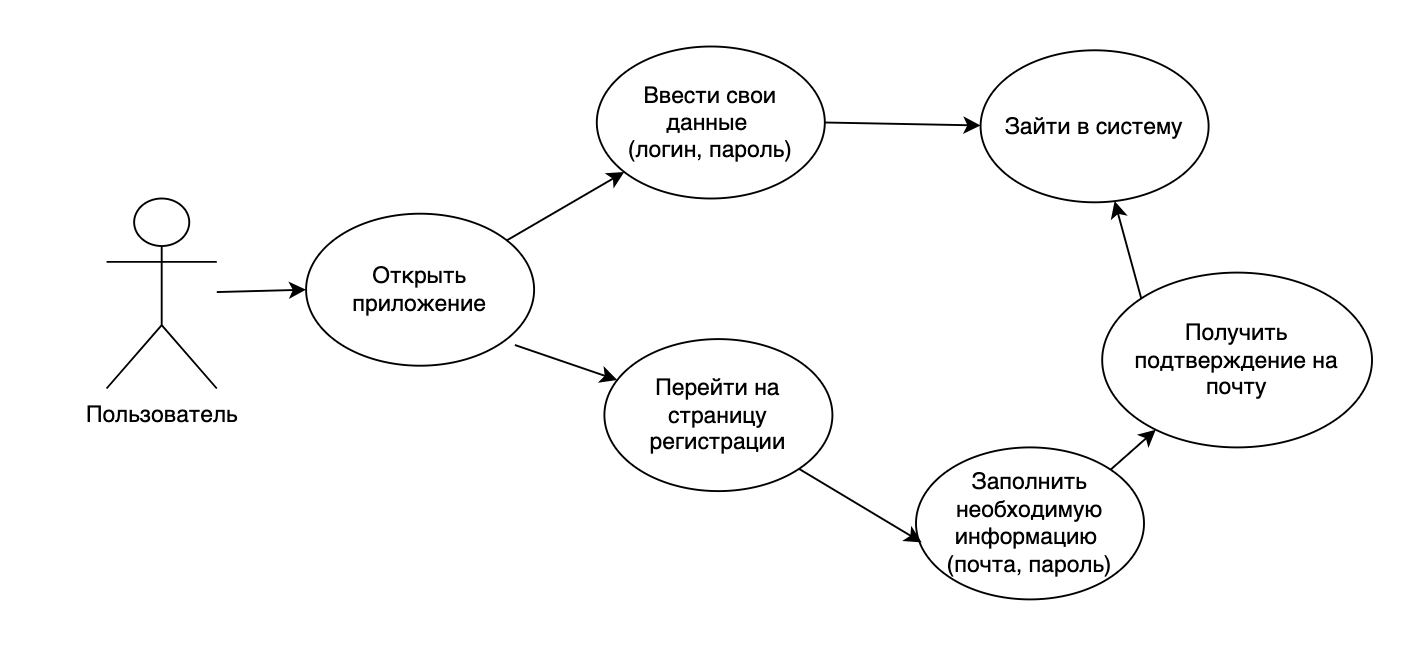 Ввести свои
данные
(логин, пароль)
Зайти в систему
Открыть
приложение
Пользователь
Перейти на
страницу
регистрации
Получить
подтверждение на
почту
Заполнить
необходимую
информацию
(почта, пароль)